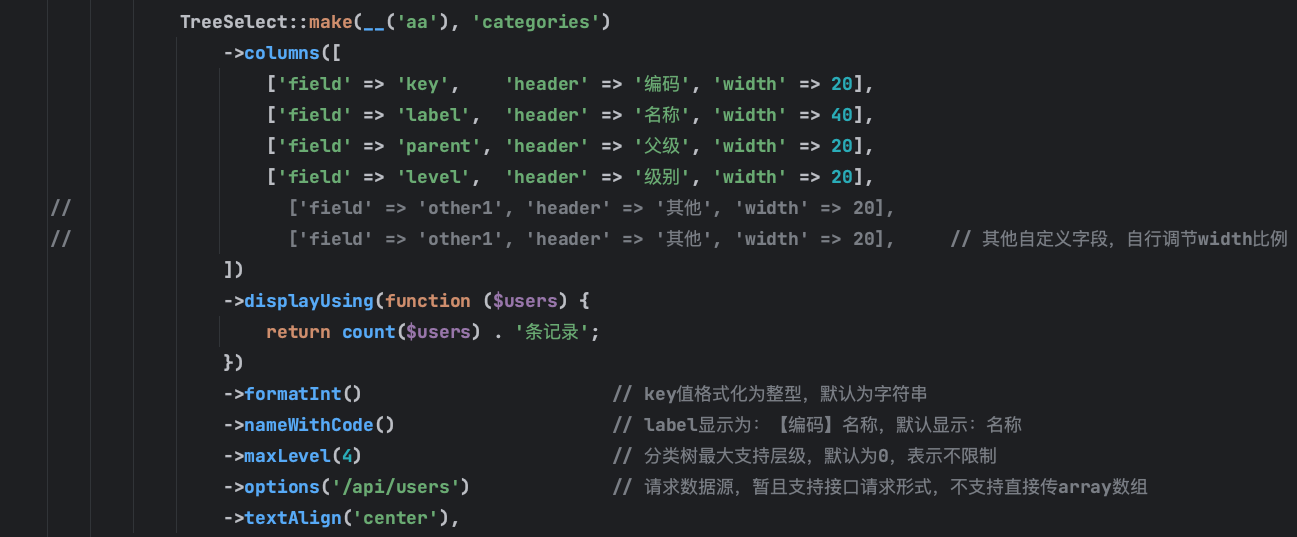 TreeSelect::make(__('aa'), 'categories')
->columns([
['field' => 'key',    'header' => '编码', 'width' => 20],
['field' => 'label',  'header' => '名称', 'width' => 40],
['field' => 'parent', 'header' => '父级', 'width' => 20],
['field' => 'level',  'header' => '级别', 'width' => 20],
//                    ['field' => 'other1', 'header' => '其他', 'width' => 20],
//                    ['field' => 'other1', 'header' => '其他', 'width' => 20],     // 其他自定义字段，自行调节width比例
])
->displayUsing(function ($users) {
return count($users) . '条记录';
})
->formatInt()                       // key值格式化为整型，默认为字符串
->nameWithCode()                    // label显示为：【编码】名称，默认显示：名称
->maxLevel(4)                       // 分类树最大支持层级，默认为0，表示不限制
->options('/api/users')             // 请求数据源，暂且支持接口请求形式，不支持直接传array数组
->textAlign('center'),